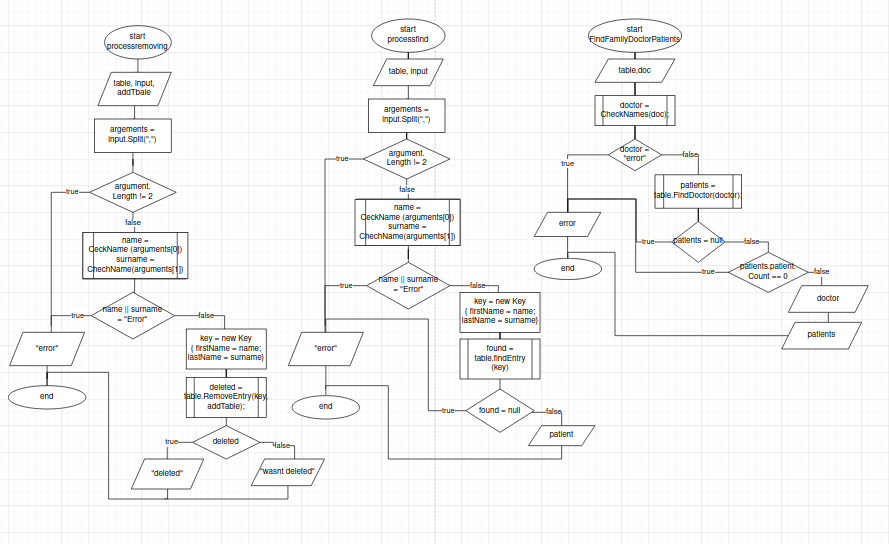 start
processremoving
table, input,
addTbale
argements =
input.Split(",")
argument.
Length != 2
true
false
name =
CeckName (arguments[0])
surname =
ChechName(arguments[1])
name || surname
= "Error"
true
false
"error"
end
key = new Key
{ firstName = name;
lastName = surname}
deleted =
table.RemoveEntry(key,
addTable);
deleted
true
false
"deleted"
"wasnt deleted"
start
processfind
table, input
argements =
input.Split(",")
argument.
Length != 2
true
false
name =
CeckName (arguments[0])
surname =
ChechName(arguments[1])
name || surname
= "Error"
true
false
"error"
end
key = new Key
{ firstName = name;
lastName = surname}
found =
table.findEntry
(key)
found = null
true
false
patient
start
FindFamilyDoctorPatients
table,doc
doctor =
CheckNames(doc);
doctor =
"error"
true
false
patients =
table.FindDoctor(doctor);
error
end
patients = null
true
false
patients.patient.
Count == 0
true
false
doctor
patients